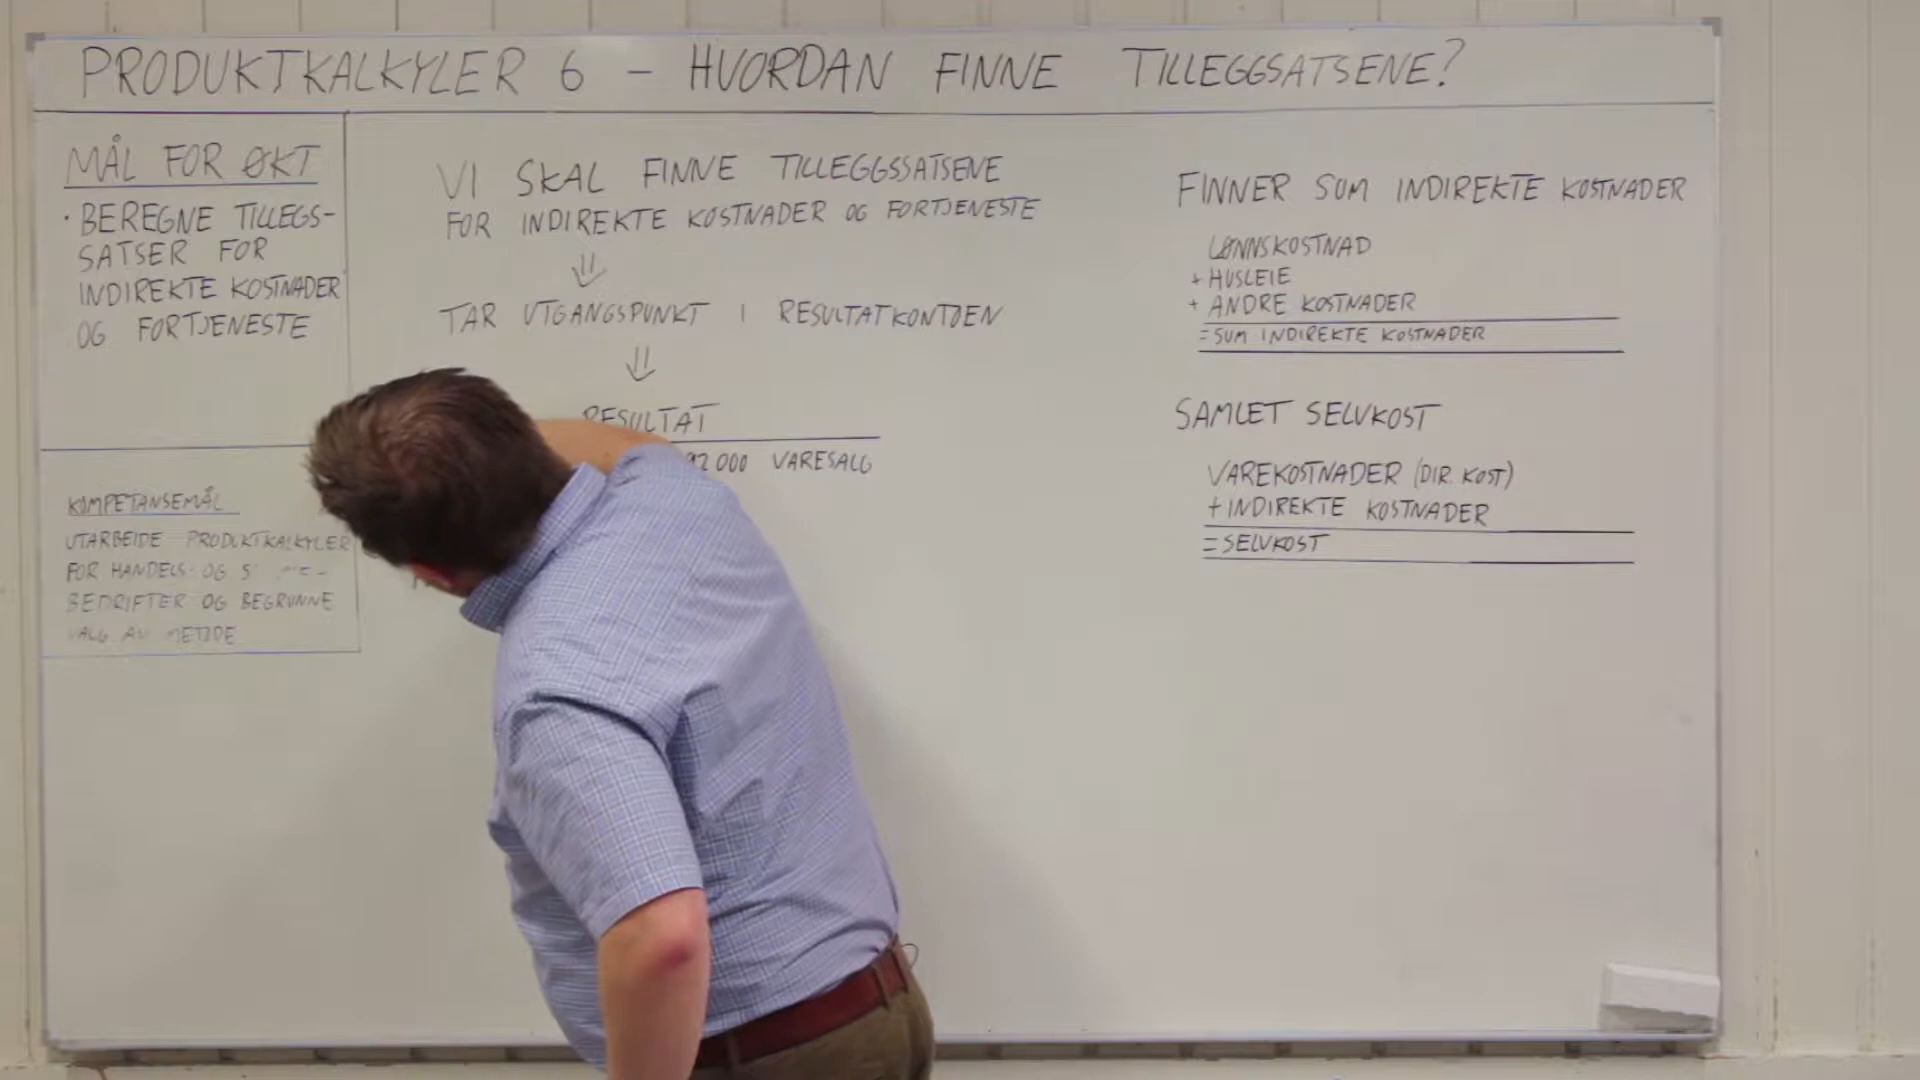 PRODUKTKALKYLER 6 – HVORDAN FINNE TILLEGGSATSENE?
MÅL FOR ØKT
· BEREGNE TILLEGS-
SATSER FOR
INDIREKTE KOSTNADER
OG FORTJENESTE
KOMPETANSEMÅL
UTARBEIDE PRODUKTKALKYLER
FOR HANDELS- OG
BEDRIFTER OG BEGRUNNE
VALG AV METODE
VI SKAL FINNE TILLEGGSSATSENE
FOR INDIREKTE KOSTNADER OG FORTJENESTE
⇓
TAR UTGANGSPUNKT I RESULTATKONTOEN
⇓
RESULTAT
000 VARESALG
FINNER SUM INDIREKTE KOSTNADER
LØNNSKOSTNAD
+ HUSLEIE
+ ANDRE KOSTNADER
= SUM INDIREKTE KOSTNADER
SAMLET SELVKOST
VAREKOSTNADER (DIR. KOST)
+ INDIREKTE KOSTNADER
= SELVKOST